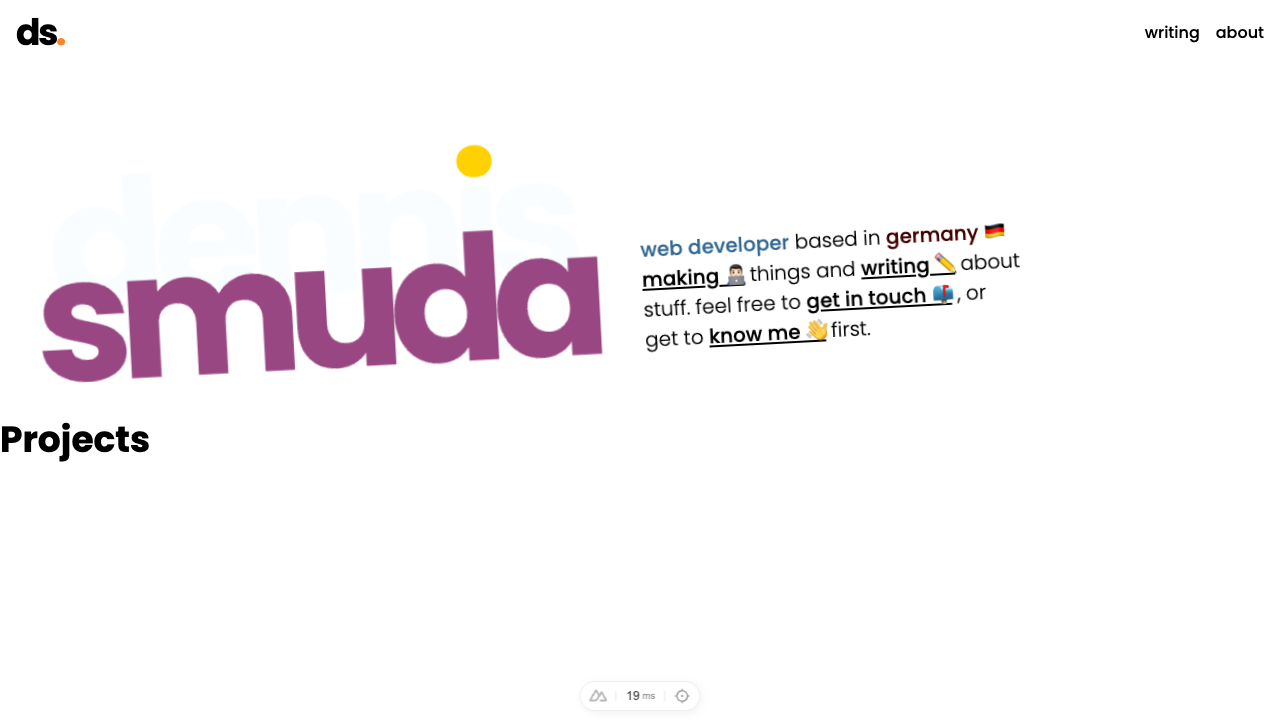 ds.
writing about
dennis
smuda
web developer based in germany 🇩🇪
making 👨🏻‍💻 things and writing ✏️ about
stuff. feel free to get in touch 📫 , or
get to know me 👋 first.
Projects
19 ms